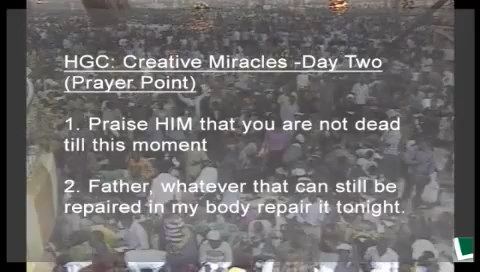 HGC: Creative Miracles -Day Two
(Prayer Point)
1. Praise HIM that you are not dead
till this moment
2. Father, whatever that can still be
repaired in my body repair it tonight.